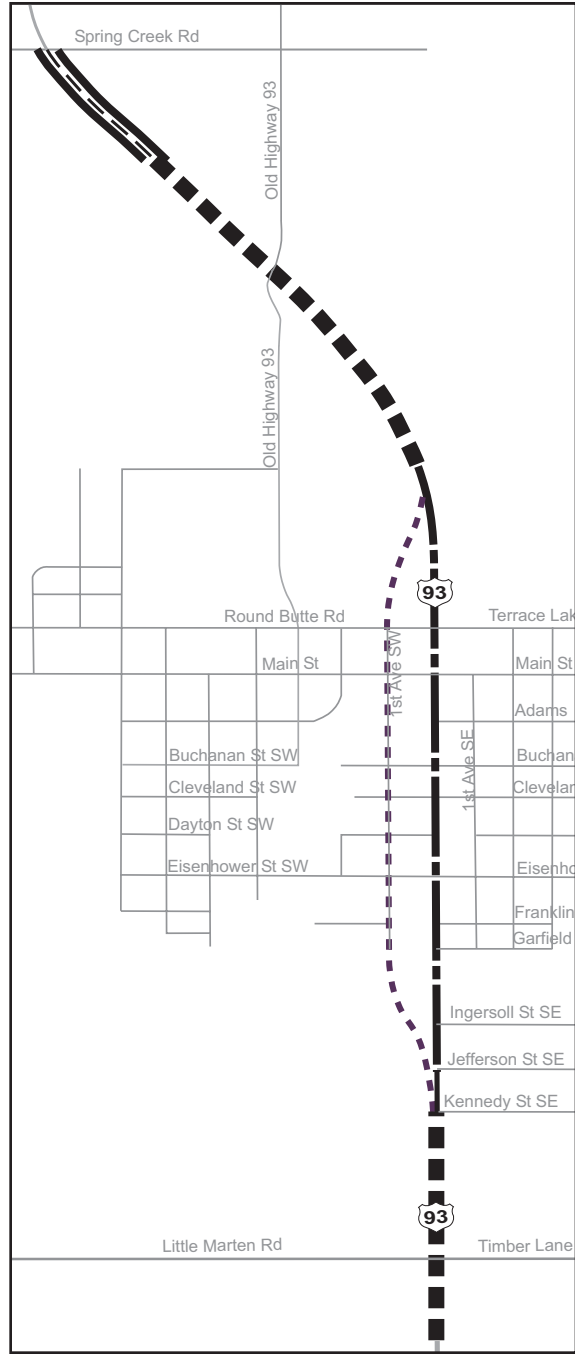 Spring Creek Rd
Old Highway 93
Old Highway 93
93
Round Butte Rd
Terrace Lak
1st Ave SW
Main St
Main St
Adams
1st Ave SE
Buchanan St SW
Buchan
Cleveland St SW
Clevelan
Dayton St SW
Eisenhower St SW
Eisenho
Franklin
Garfield
Ingersoll St SE
Jefferson St SE
Kennedy St SE
93
Little Marten Rd
Timber Lane